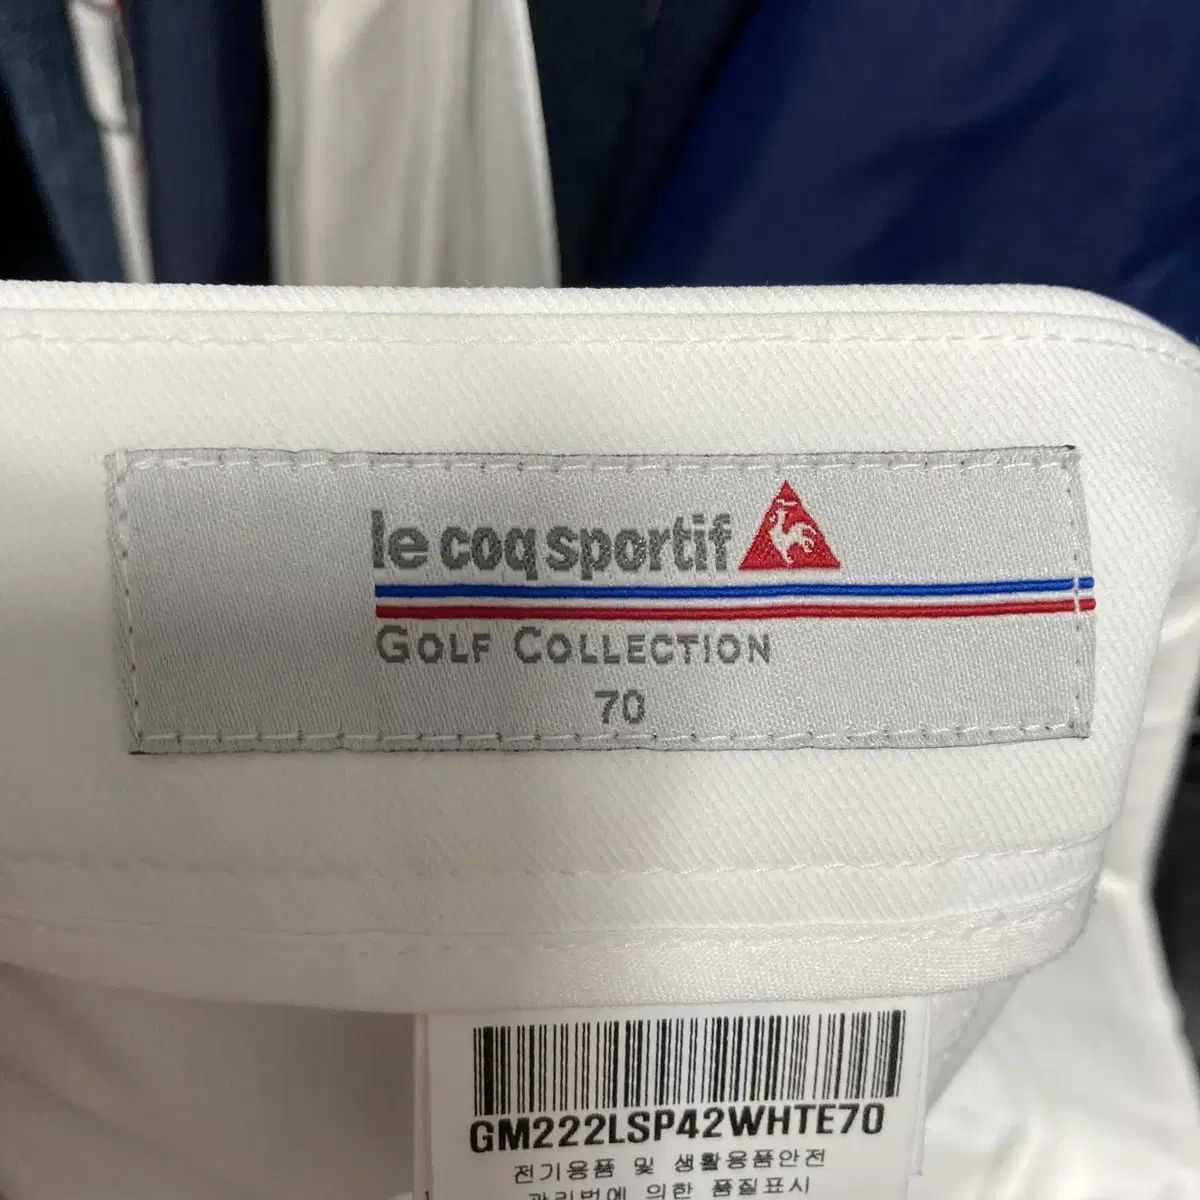 le coq sportif
GOLF COLLECTION
70
GM222LSP42WHTE70
전기용품 및 생활용품안전
관리법에 의한 품질표시